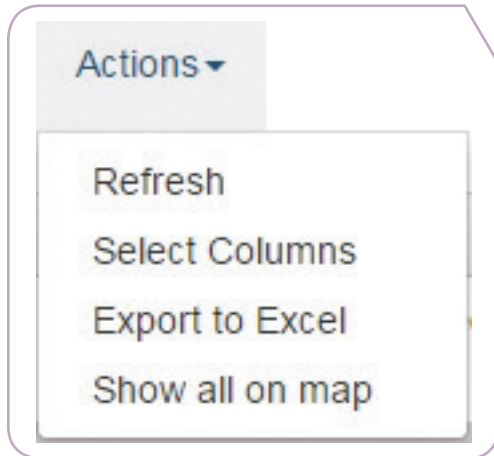 Actions
Refresh
Select Columns
Export to Excel
Show all on map